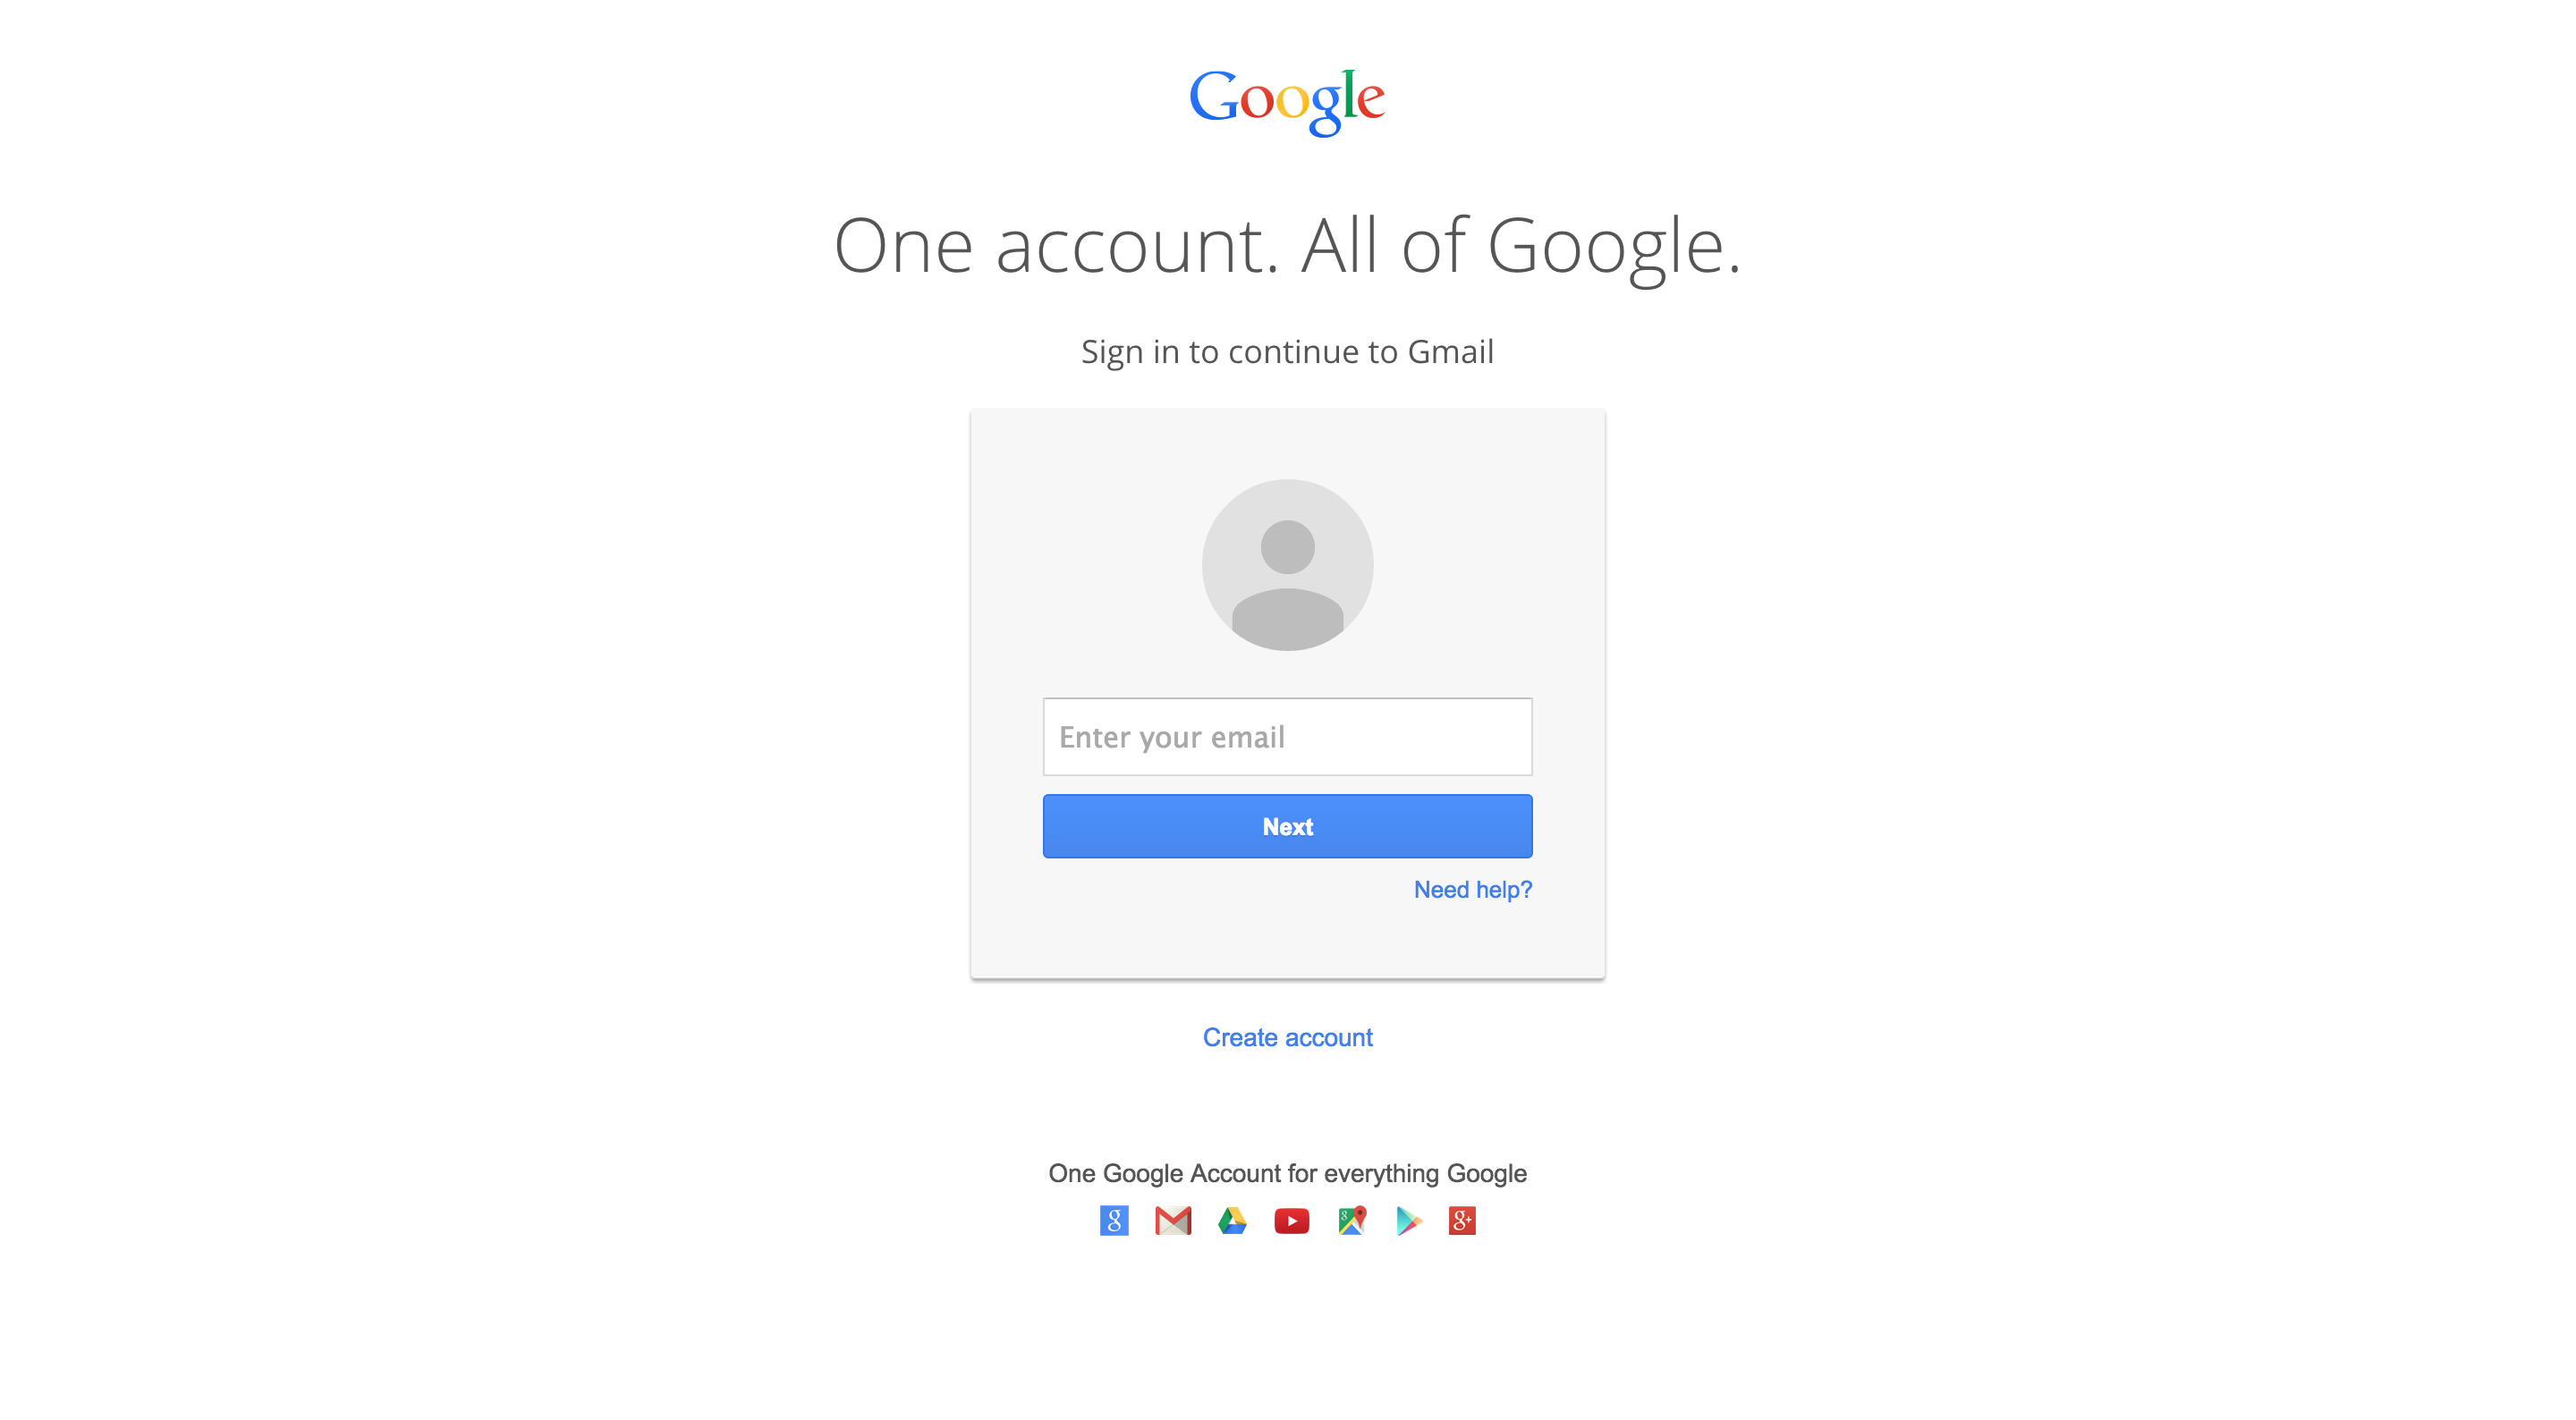 Google
One account. All of Google.
Sign in to continue to Gmail
Enter your email
Next
Need help?
Create account
One Google Account for everything Google
g
g
g+